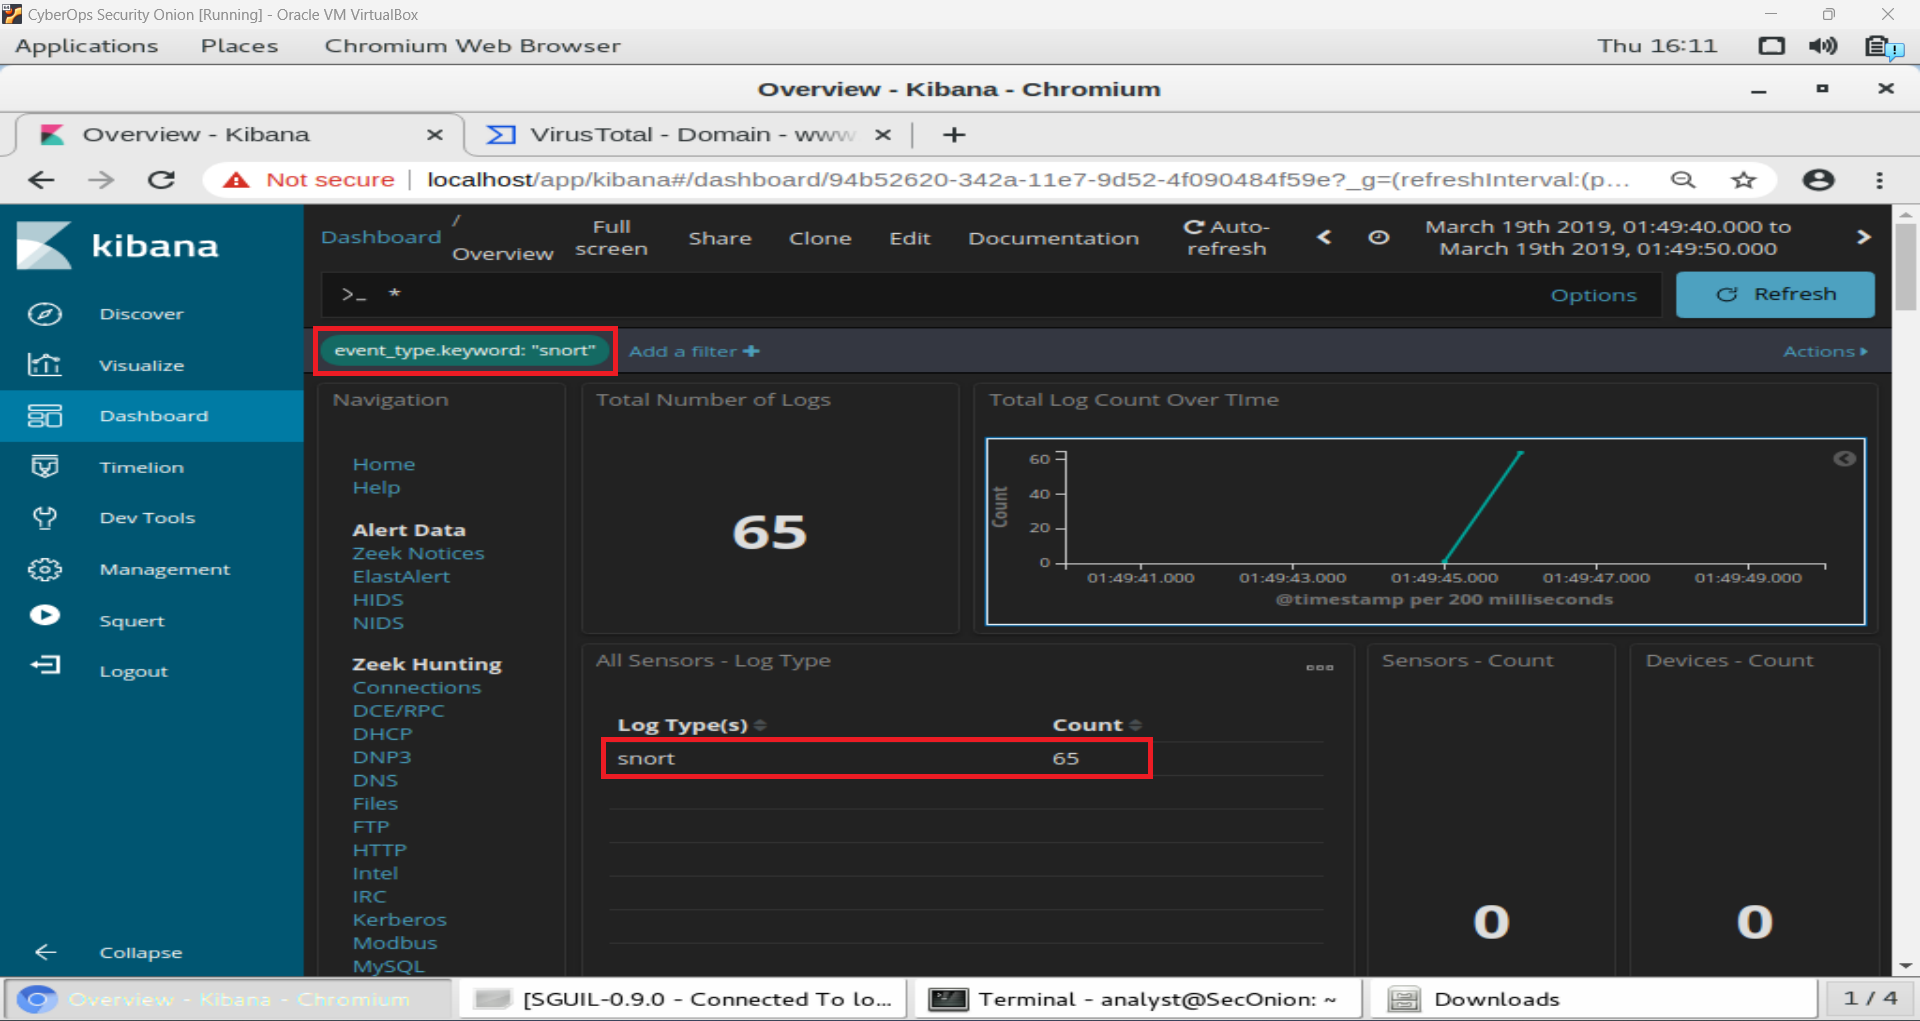 CyberOps Security Onion [Running] - Oracle VM VirtualBox
Applications Places Chromium Web Browser Thu 16:11
Overview - Kibana - Chromium
Overview - Kibana VirusTotal - Domain - www
Not secure localhost/app/kibana#/dashboard/94b52620-342a-11e7-9d52-4f090484f59e?_g=(refreshInterval:(p...
kibana
Discover
Visualize
Dashboard
Timelion
Dev Tools
Management
Squert
Logout
Collapse
Dashboard / Overview
Full screen
Share
Clone
Edit
Documentation
Auto-refresh
March 19th 2019, 01:49:40.000 to
March 19th 2019, 01:49:50.000
>_ *
Options
Refresh
event_type.keyword: "snort"
Add a filter +
Actions
Navigation
Home
Help
Alert Data
Zeek Notices
ElastAlert
HIDS
NIDS
Zeek Hunting
Connections
DCE/RPC
DHCP
DNP3
DNS
Files
FTP
HTTP
Intel
IRC
Kerberos
Modbus
MySQL
Total Number of Logs
65
Total Log Count Over TIme
Count
60
40
20
0
01:49:41.000 01:49:43.000 01:49:45.000 01:49:47.000 01:49:49.000
@timestamp per 200 milliseconds
All Sensors - Log Type
Log Type(s) Count
snort 65
Sensors - Count
0
Devices - Count
0
Overview - Kibana - Chromium
[SGUIL-0.9.0 - Connected To lo...
Terminal - analyst@SecOnion: ~
Downloads
1 / 4